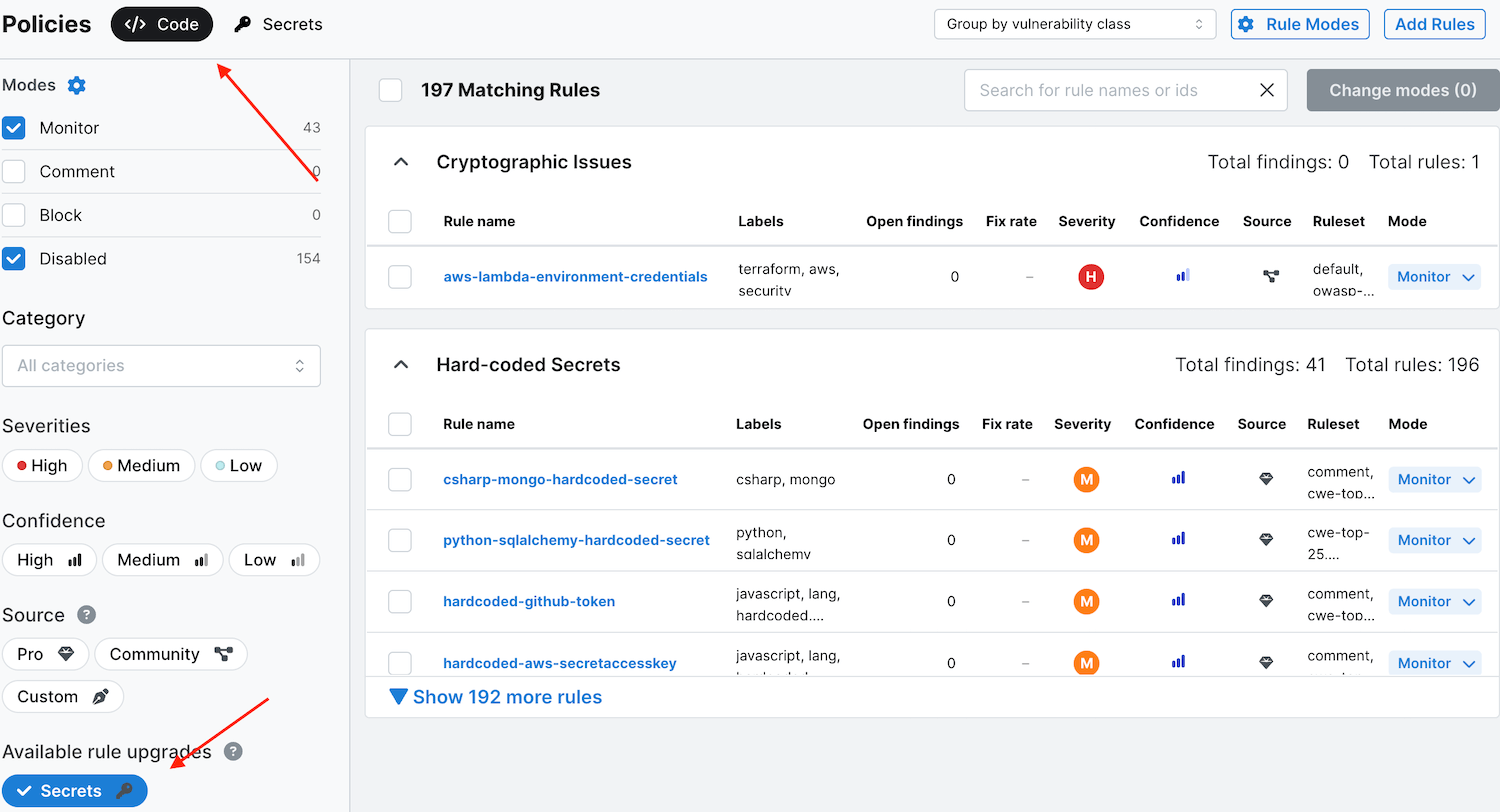 Policies </> Code Secrets Group by vulnerability class Rule Modes Add Rules
Modes
Monitor 43
Comment 0
Block 0
Disabled 154
Category
All categories
Severities
High Medium Low
Confidence
High Medium Low
Source ?
Pro Community
Custom
Available rule upgrades ?
Secrets
197 Matching Rules Search for rule names or ids Change modes (0)
Cryptographic Issues Total findings: 0 Total rules: 1
Rule name Labels Open findings Fix rate Severity Confidence Source Ruleset Mode
aws-lambda-environment-credentials terraform, aws, 0 – H default, Monitor
security owasp-...
Hard-coded Secrets Total findings: 41 Total rules: 196
Rule name Labels Open findings Fix rate Severity Confidence Source Ruleset Mode
csharp-mongo-hardcoded-secret csharp, mongo 0 – M comment, Monitor
cwe-top...
python-sqlalchemy-hardcoded-secret python, 0 – M cwe-top- Monitor
sqlalchemy 25....
hardcoded-github-token javascript, lang, 0 – M comment, Monitor
hardcoded.... cwe-top...
hardcoded-aws-secretaccesskey javascript, lang, 0 – M comment, Monitor
Show 192 more rules